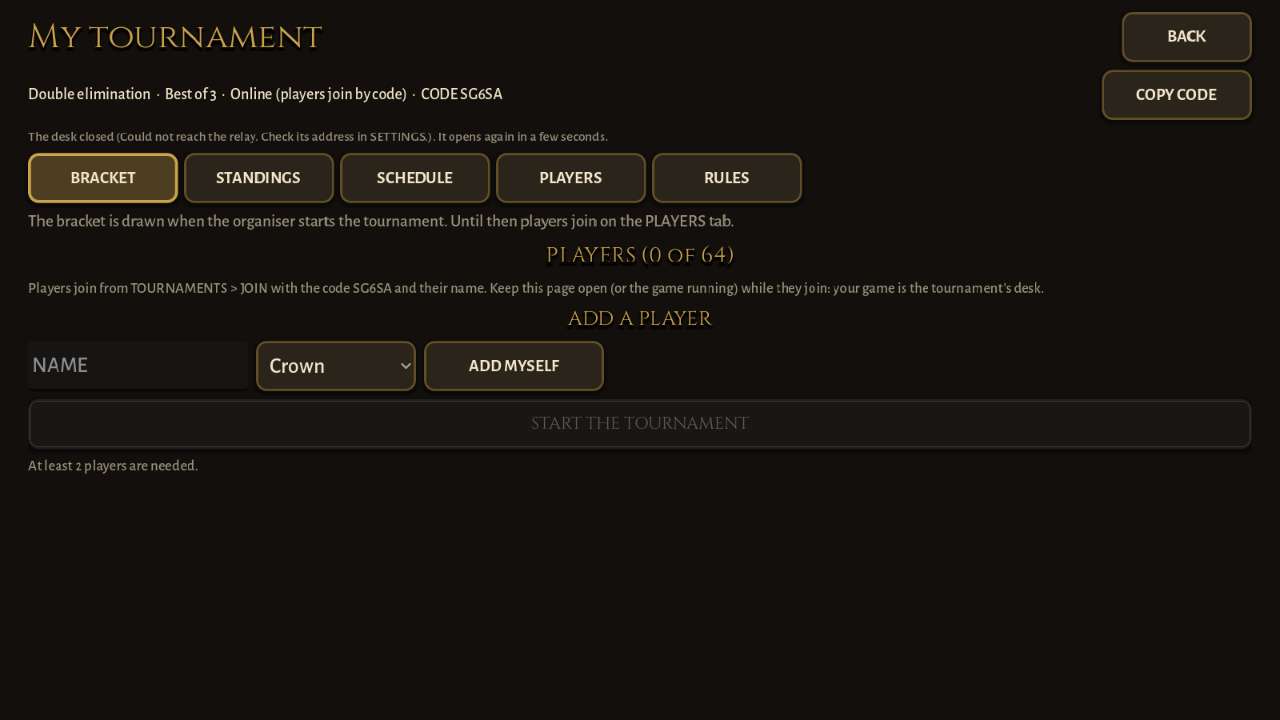 My tournament
BACK
Double elimination · Best of 3 · Online (players join by code) · CODE SG6SA
COPY CODE
The desk closed (Could not reach the relay. Check its address in SETTINGS.). It opens again in a few seconds.
BRACKET
STANDINGS
SCHEDULE
PLAYERS
RULES
The bracket is drawn when the organiser starts the tournament. Until then players join on the PLAYERS tab.
PLAYERS (0 OF 64)
Players join from TOURNAMENTS > JOIN with the code SG6SA and their name. Keep this page open (or the game running) while they join: your game is the tournament's desk.
ADD A PLAYER
NAME
Crown
ADD MYSELF
START THE TOURNAMENT
At least 2 players are needed.